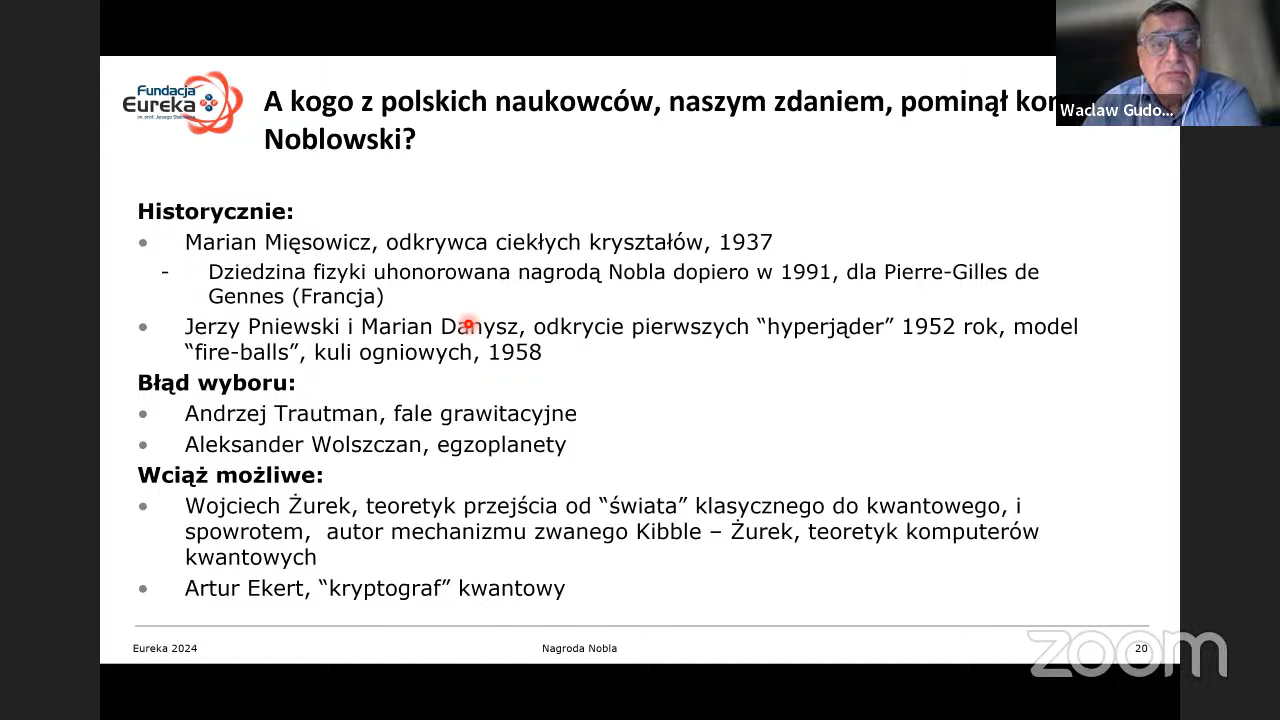 Fundacja
Eureka
im. prof. Jerzego
A kogo z polskich naukowców, naszym zdaniem, pominął
Noblowski?
Waclaw Gudo...
Historycznie:
• Marian Mięsowicz, odkrywca ciekłych kryształów, 1937
- Dziedzina fizyki uhonorowana nagrodą Nobla dopiero w 1991, dla Pierre-Gilles de
Gennes (Francja)
• Jerzy Pniewski i Marian Danysz, odkrycie pierwszych “hyperjąder” 1952 rok, model
“fire-balls”, kuli ogniowych, 1958
Błąd wyboru:
• Andrzej Trautman, fale grawitacyjne
• Aleksander Wolszczan, egzoplanety
Wciąż możliwe:
• Wojciech Żurek, teoretyk przejścia od “świata” klasycznego do kwantowego, i
spowrotem, autor mechanizmu zwanego Kibble – Żurek, teoretyk komputerów
kwantowych
• Artur Ekert, “kryptograf” kwantowy
Eureka 2024
Nagroda Nobla
20
zoom